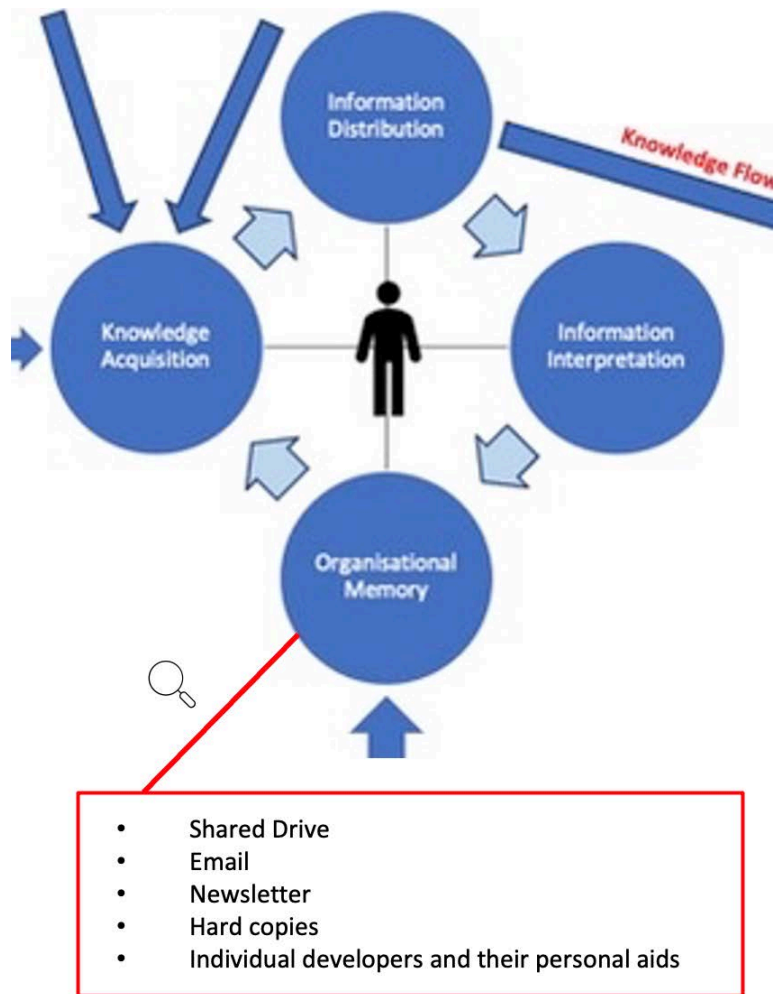 Information
Distribution
Knowledge Flow
Knowledge
Acquisition
Information
Interpretation
Organisational
Memory
• Shared Drive
• Email
• Newsletter
• Hard copies
• Individual developers and their personal aids